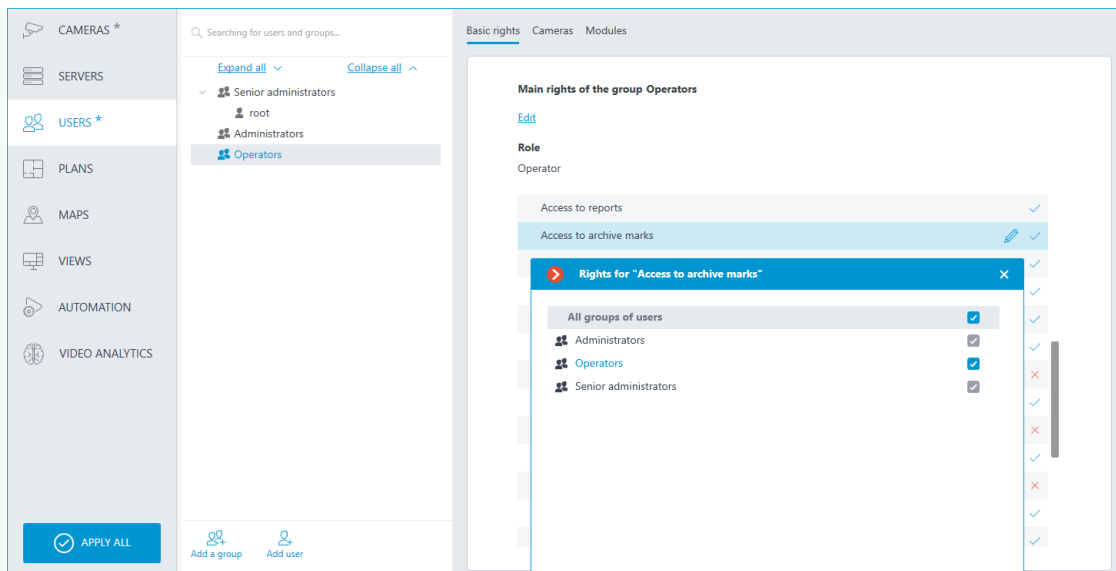 CAMERAS *
SERVERS
USERS *
PLANS
MAPS
VIEWS
AUTOMATION
VIDEO ANALYTICS
APPLY ALL
Searching for users and groups...
Expand all
Collapse all
Senior administrators
root
Administrators
Operators
Add a group
Add user
Basic rights Cameras Modules
Main rights of the group Operators
Edit
Role
Operator
Access to reports
Access to archive marks
Rights for "Access to archive marks"
All groups of users
Administrators
Operators
Senior administrators